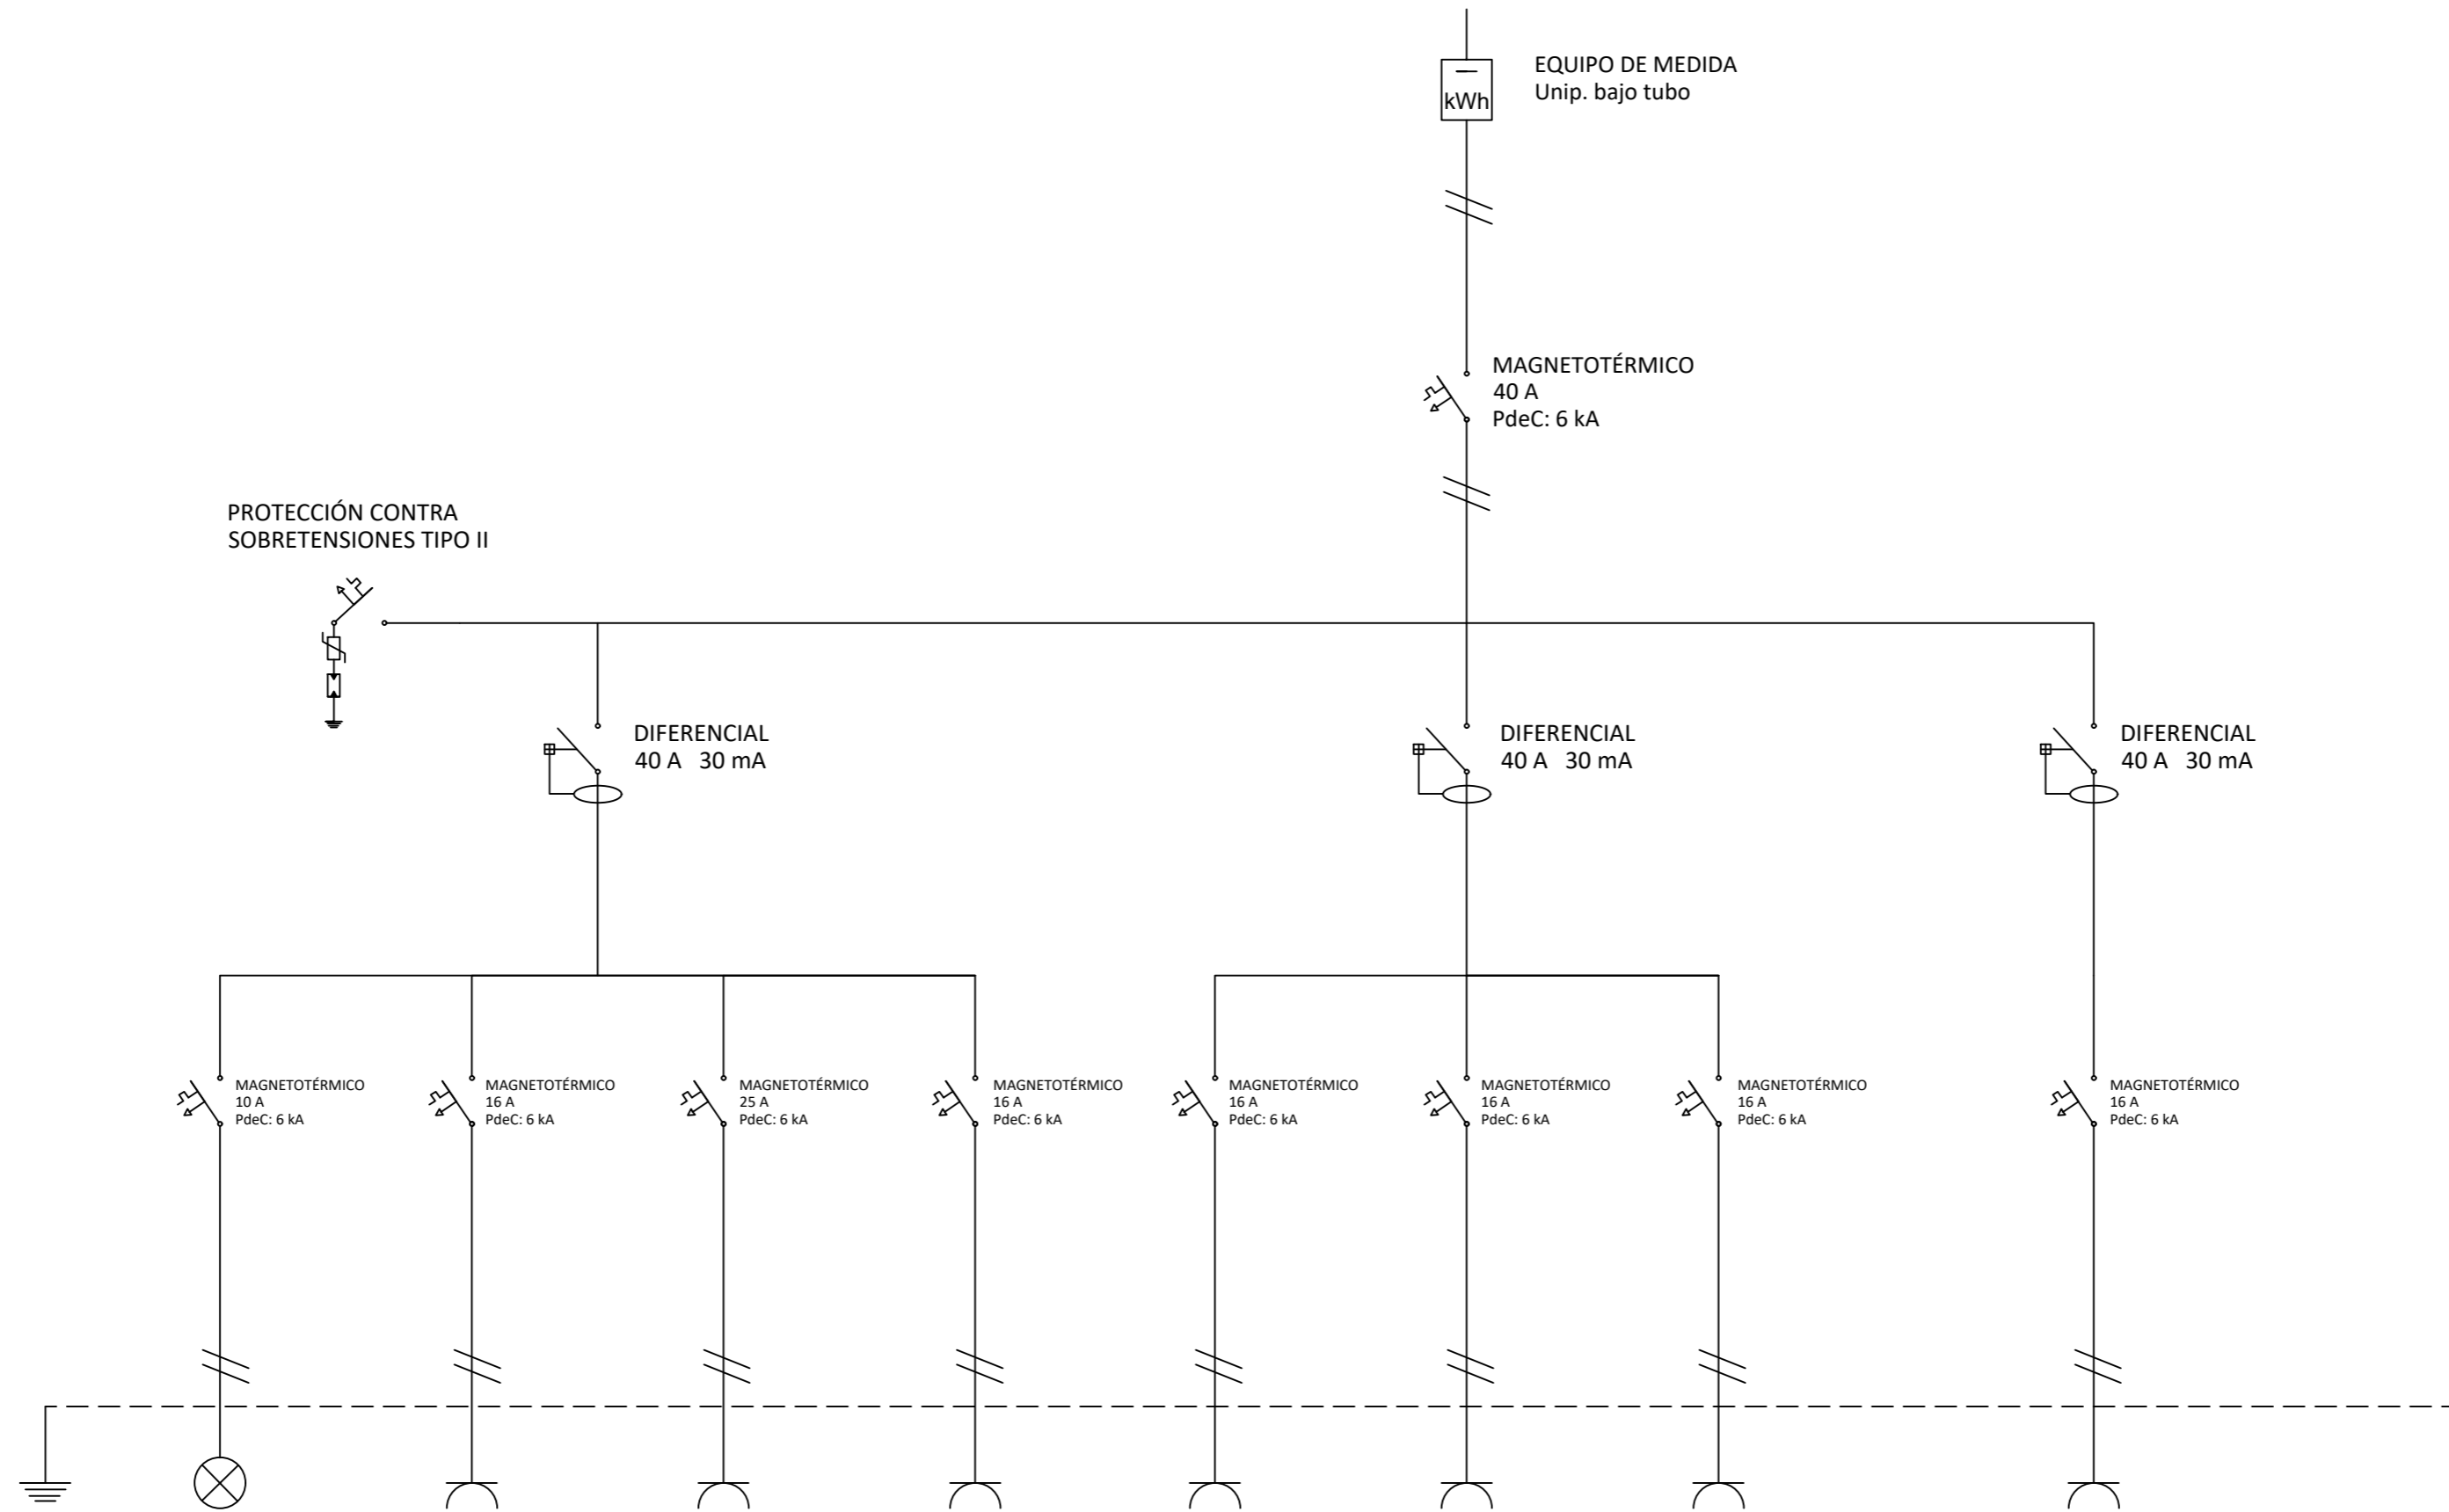 EQUIPO DE MEDIDA
Unip. bajo tubo
kWh
MAGNETOTÉRMICO
40 A
PdeC: 6 kA
PROTECCIÓN CONTRA
SOBRETENSIONES TIPO II
DIFERENCIAL
40 A   30 mA
DIFERENCIAL
40 A   30 mA
DIFERENCIAL
40 A   30 mA
MAGNETOTÉRMICO
10 A
PdeC: 6 kA
MAGNETOTÉRMICO
16 A
PdeC: 6 kA
MAGNETOTÉRMICO
25 A
PdeC: 6 kA
MAGNETOTÉRMICO
16 A
PdeC: 6 kA
MAGNETOTÉRMICO
16 A
PdeC: 6 kA
MAGNETOTÉRMICO
16 A
PdeC: 6 kA
MAGNETOTÉRMICO
16 A
PdeC: 6 kA
MAGNETOTÉRMICO
16 A
PdeC: 6 kA